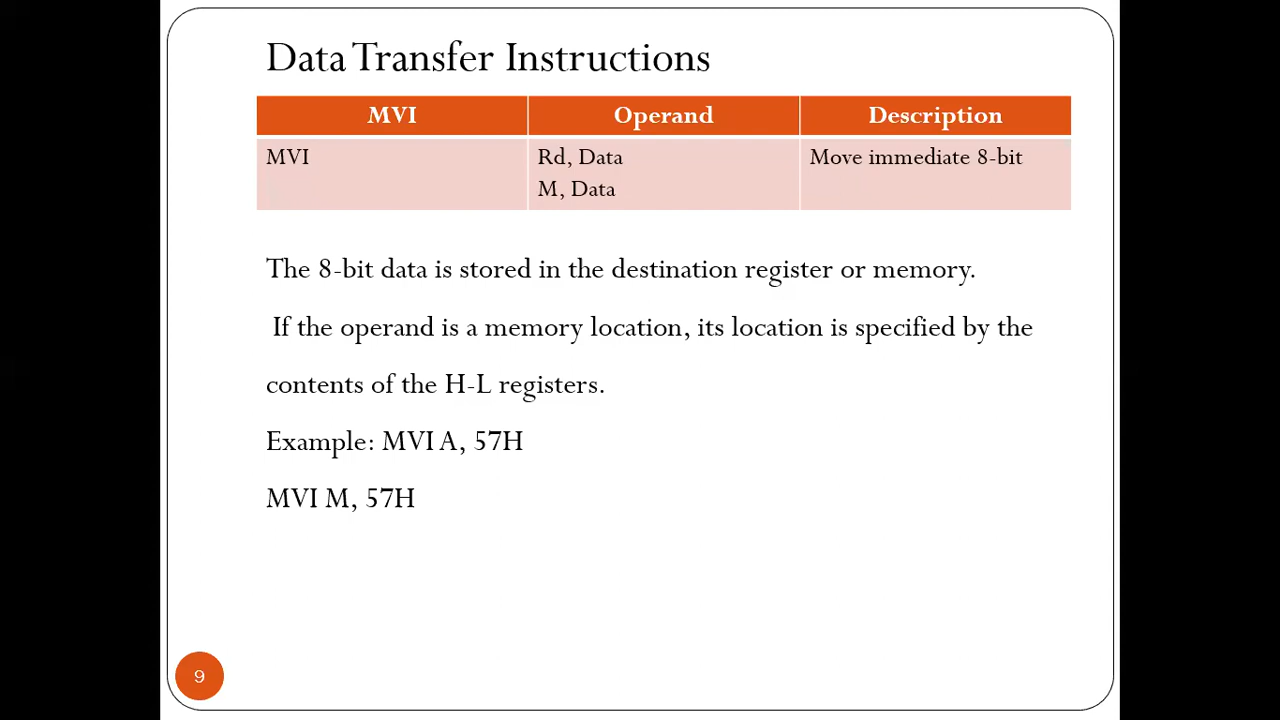 Data Transfer Instructions
MVI Operand Description
MVI Rd, Data Move immediate 8-bit
M, Data
The 8-bit data is stored in the destination register or memory.
If the operand is a memory location, its location is specified by the
contents of the H-L registers.
Example: MVI A, 57H
MVI M, 57H
9